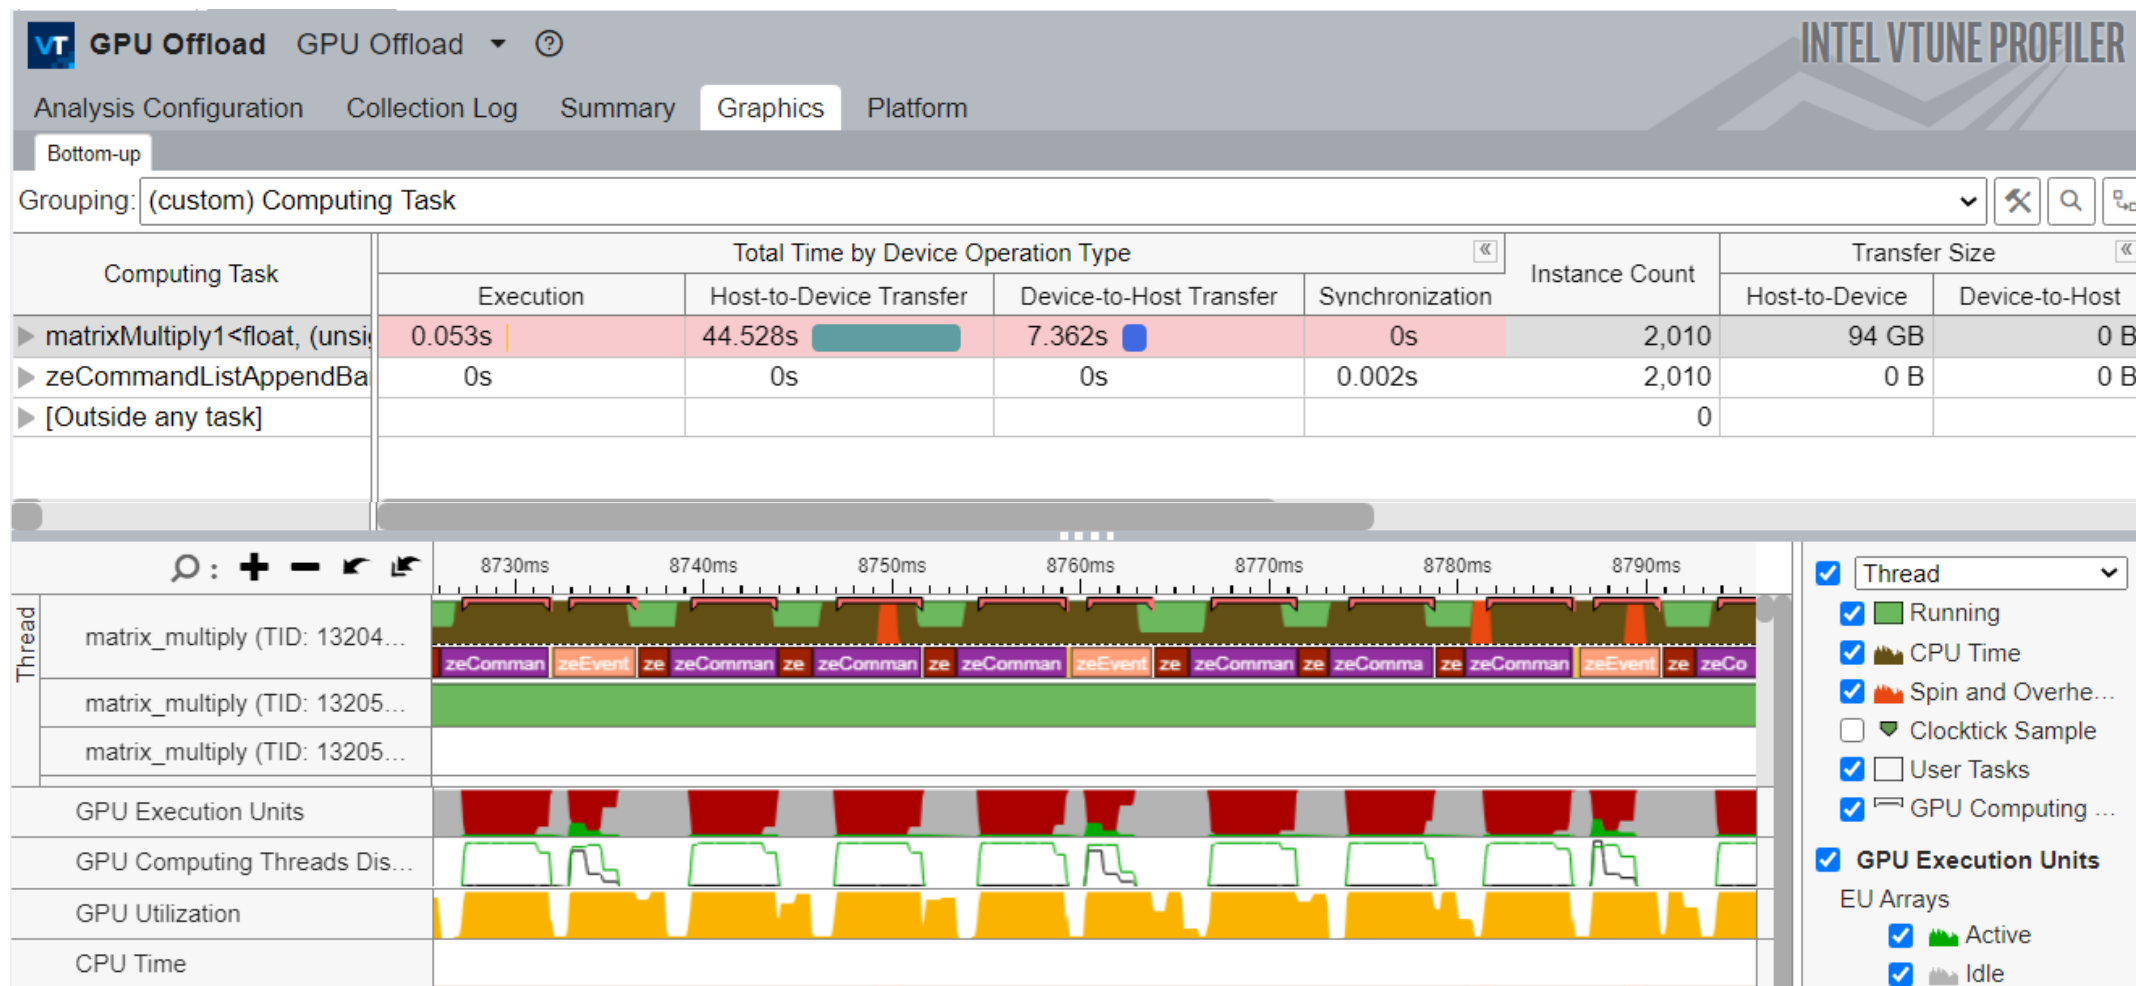 VT GPU Offload GPU Offload ?
INTEL VTUNE PROFILER
Analysis Configuration Collection Log Summary Graphics Platform
Bottom-up
Grouping: (custom) Computing Task
Computing Task Total Time by Device Operation Type « Instance Count Transfer Size «
Execution Host-to-Device Transfer Device-to-Host Transfer Synchronization Host-to-Device Device-to-Host
matrixMultiply1<float, (unsi 0.053s 44.528s 7.362s 0s 2,010 94 GB 0 B
zeCommandListAppendBa 0s 0s 0s 0.002s 2,010 0 B 0 B
[Outside any task] 0
8730ms 8740ms 8750ms 8760ms 8770ms 8780ms 8790ms
Thread
matrix_multiply (TID: 13204...
zeComman zeEvent ze zeComman ze zeComman ze zeComman zeEvent ze zeComman ze zeComma ze zeComman zeEvent ze zeCo
matrix_multiply (TID: 13205...
matrix_multiply (TID: 13205...
GPU Execution Units
GPU Computing Threads Dis...
GPU Utilization
CPU Time
Thread
Running
CPU Time
Spin and Overhe...
Clocktick Sample
User Tasks
GPU Computing ...
GPU Execution Units
EU Arrays
Active
Idle